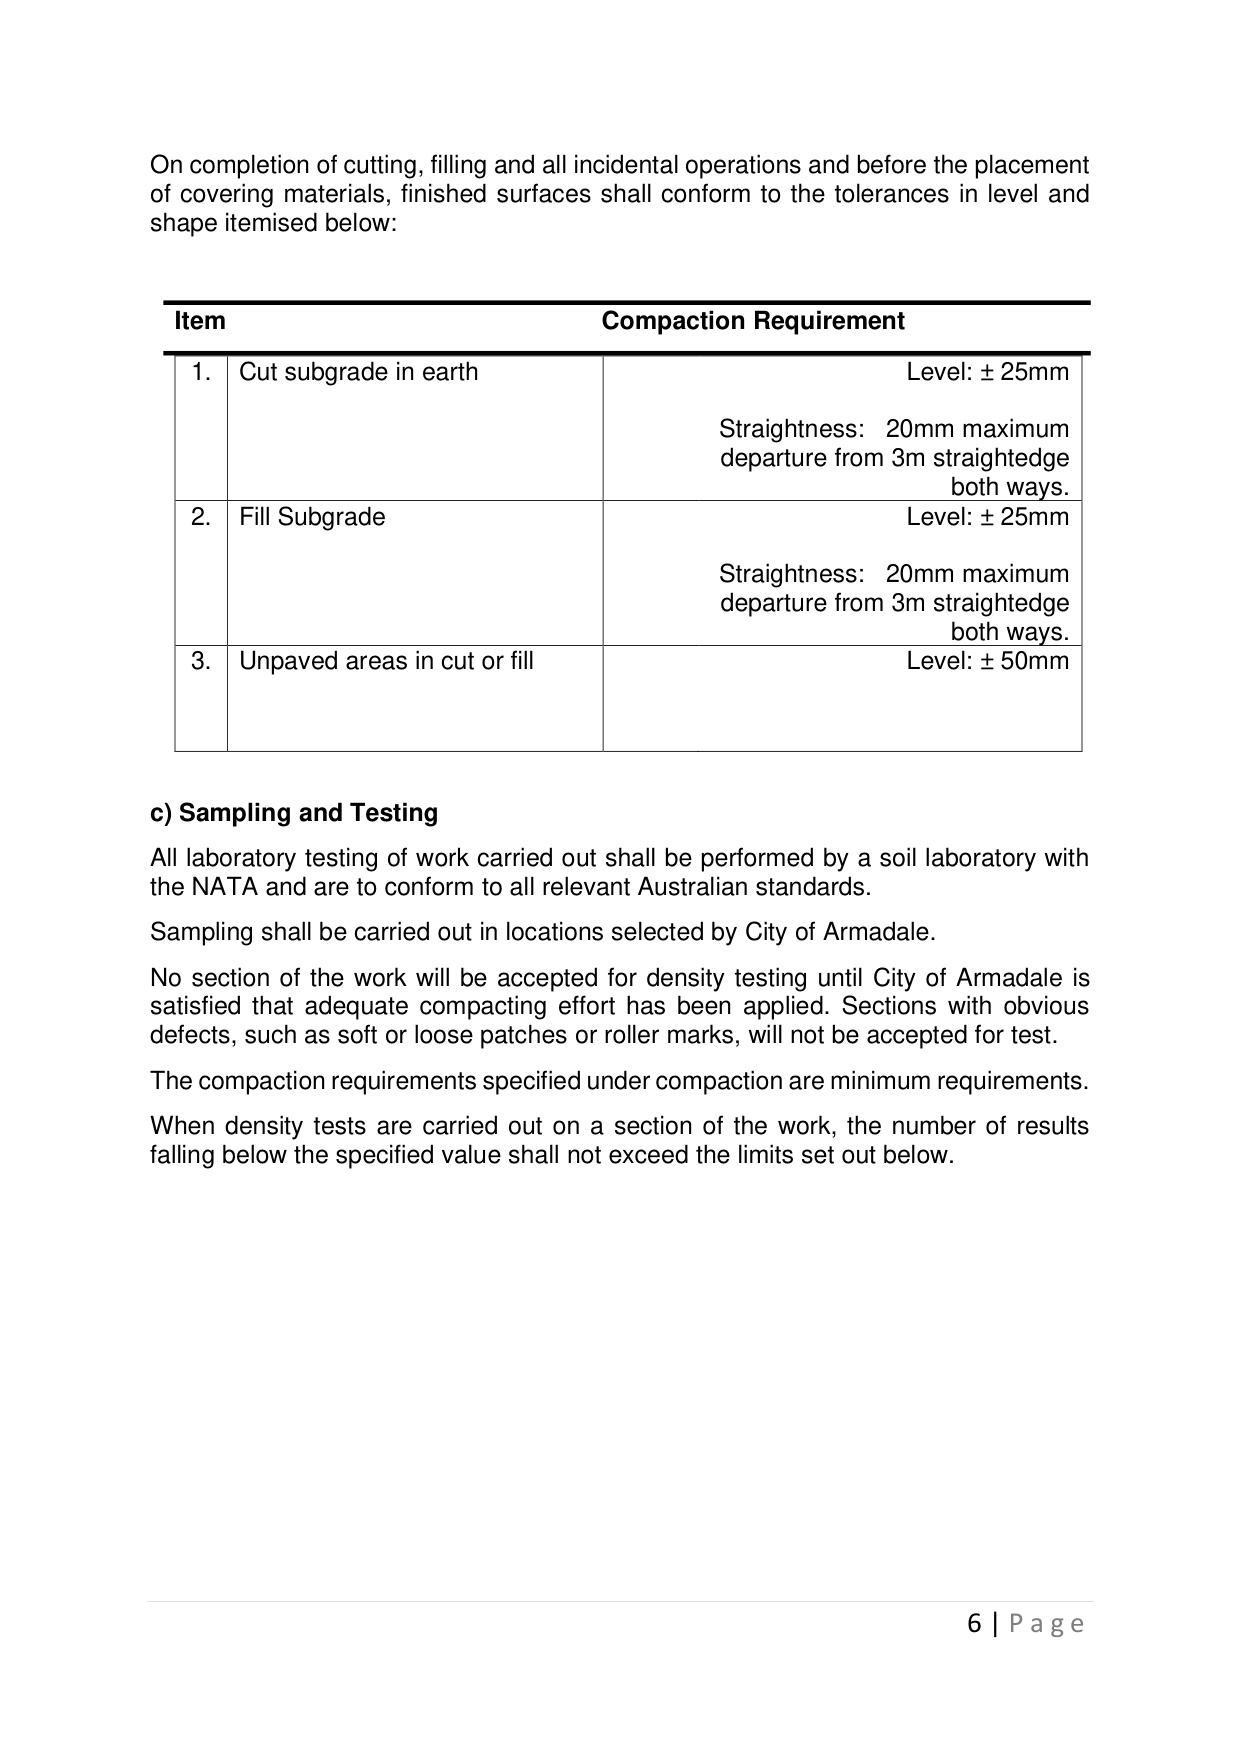 On completion of cutting, filling and all incidental operations and before the placement
of covering materials, finished surfaces shall conform to the tolerances in level and
shape itemised below:
Item Compaction Requirement
1. Cut subgrade in earth Level: ± 25mm
Straightness: 20mm maximum
departure from 3m straightedge
both ways.
2. Fill Subgrade Level: ± 25mm
Straightness: 20mm maximum
departure from 3m straightedge
both ways.
3. Unpaved areas in cut or fill Level: ± 50mm
c) Sampling and Testing
All laboratory testing of work carried out shall be performed by a soil laboratory with
the NATA and are to conform to all relevant Australian standards.
Sampling shall be carried out in locations selected by City of Armadale.
No section of the work will be accepted for density testing until City of Armadale is
satisfied that adequate compacting effort has been applied. Sections with obvious
defects, such as soft or loose patches or roller marks, will not be accepted for test.
The compaction requirements specified under compaction are minimum requirements.
When density tests are carried out on a section of the work, the number of results
falling below the specified value shall not exceed the limits set out below.
6 | Page